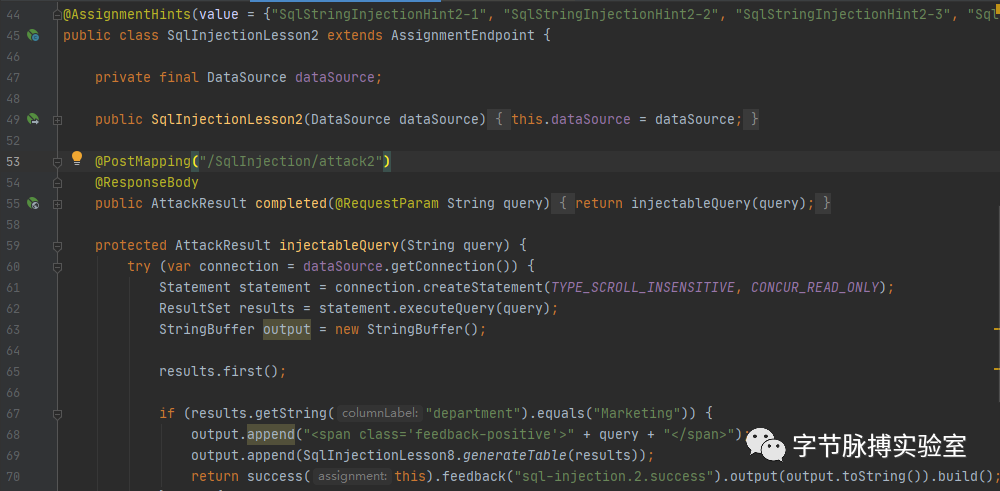 44 @AssignmentHints(value = {"SqlStringInjectionHint2-1", "SqlStringInjectionHint2-2", "SqlStringInjectionHint2-3", "Sql
45 public class SqlInjectionLesson2 extends AssignmentEndpoint {
46
47 private final DataSource dataSource;
48
49 public SqlInjectionLesson2(DataSource dataSource) { this.dataSource = dataSource; }
52
53 @PostMapping("/SqlInjection/attack2")
54 @ResponseBody
55 public AttackResult completed(@RequestParam String query) { return injectableQuery(query); }
58
59 protected AttackResult injectableQuery(String query) {
60 try (var connection = dataSource.getConnection()) {
61 Statement statement = connection.createStatement(TYPE_SCROLL_INSENSITIVE, CONCUR_READ_ONLY);
62 ResultSet results = statement.executeQuery(query);
63 StringBuffer output = new StringBuffer();
64
65 results.first();
66
67 if (results.getString( columnLabel: "department").equals("Marketing")) {
68 output.append("<span class='feedback-positive'>" + query + "</span>");
69 output.append(SqlInjectionLesson8.generateTable(results));
70 return success( assignment: this).feedback("sql-injection.2.success").output(output.toString()).build();
字节脉搏实验室